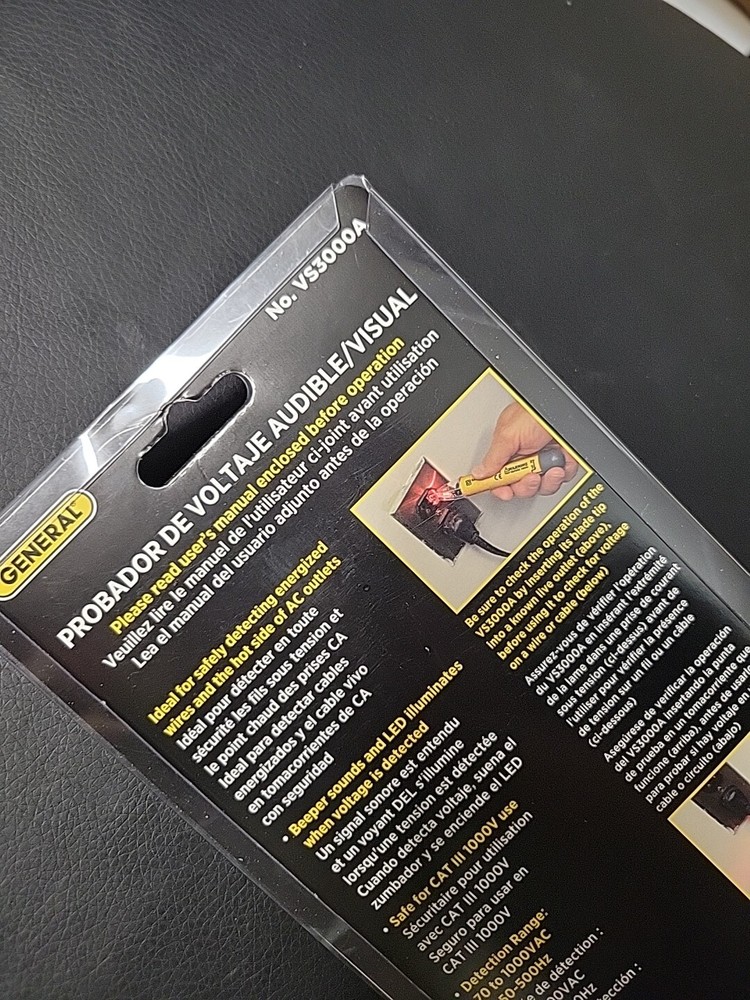 No. VS3000A
GENERAL
PROBADOR DE VOLTAJE AUDIBLE/VISUAL
Please read user's manual enclosed before operation
Veuillez lire le manuel de l'utilisateur ci-joint avant utilisation
Lea el manual del usuario adjunto antes de la operación
Ideal for safely detecting energized
wires and the hot side of AC outlets
Idéal pour détecter en toute
sécurité les fils sous tension et
le point chaud des prises CA
Ideal para detectar cables
energizados y el cable vivo
en tomacorrientes de CA
con seguridad
• Beeper sounds and LED illuminates
when voltage is detected
Un signal sonore est entendu
et un voyant DEL s'illumine
lorsqu'une tension est détectée
Cuando detecta voltaje, suena el
zumbador y se enciende el LED
• Safe for CAT III 1000V use
Sécuritaire pour utilisation
avec CAT III 1000V
Seguro para usar en
CAT III 1000V
• Detection Range:
70 to 1000VAC
50-500Hz
de détection :
Be sure to check the operation of the
VS3000A by inserting its blade tip
into a known live outlet (above),
before using it to check for voltage
on a wire or cable (below)
Assurez-vous de vérifier l'opération
du VS3000A en insérant l'extrémité
de la lame dans une prise de courant
sous tension (ci-dessus) avant de
l'utiliser pour vérifier la présence
de tension sur un fil ou un câble
(ci-dessous)
Asegúrese de verificar la operación
del VS3000A insertando la punta
de prueba en un tomacorriente que
funcione (arriba), antes de usarlo
para probar si hay voltaje en
cable o circuito (abajo)